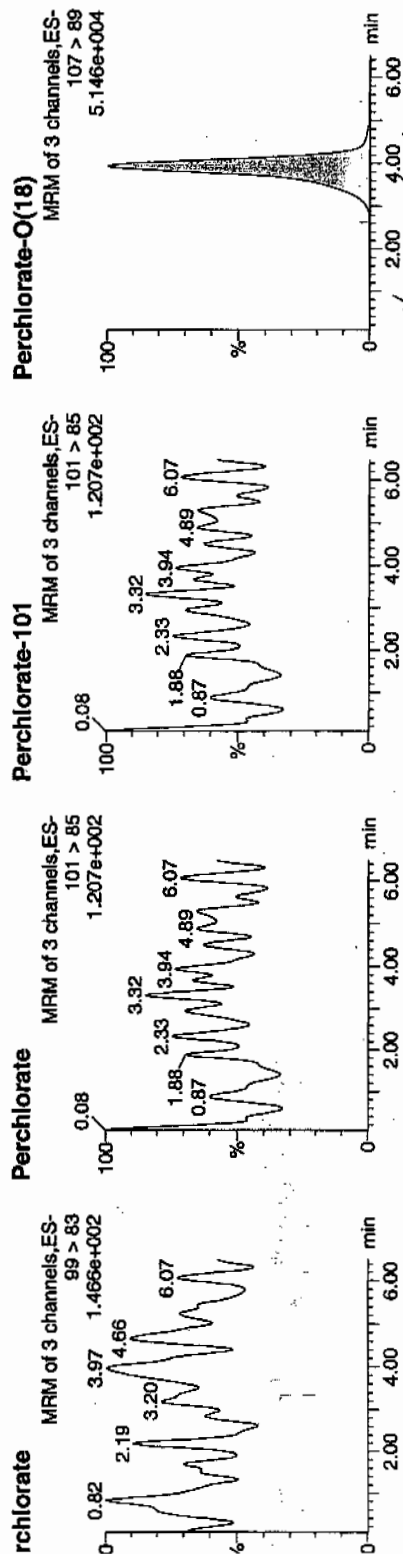 rchlorate
MRM of 3 channels,ES-
99 > 83
1.466e+002
0.82
2.19
3.20
3.97
4.66
6.07
%
0
2.00
4.00
6.00
min
Perchlorate
MRM of 3 channels,ES-
101 > 85
1.207e+002
0.08
100
0.87
1.88
2.33
3.32
3.94
4.89
6.07
%
0
2.00
4.00
6.00
min
Perchlorate-101
MRM of 3 channels,ES-
101 > 85
1.207e+002
0.08
100
0.87
1.88
2.33
3.32
3.94
4.89
6.07
%
0
2.00
4.00
6.00
min
Perchlorate-O(18)
MRM of 3 channels,ES-
107 > 89
5.146e+004
100
%
0
2.00
4.00
6.00
min